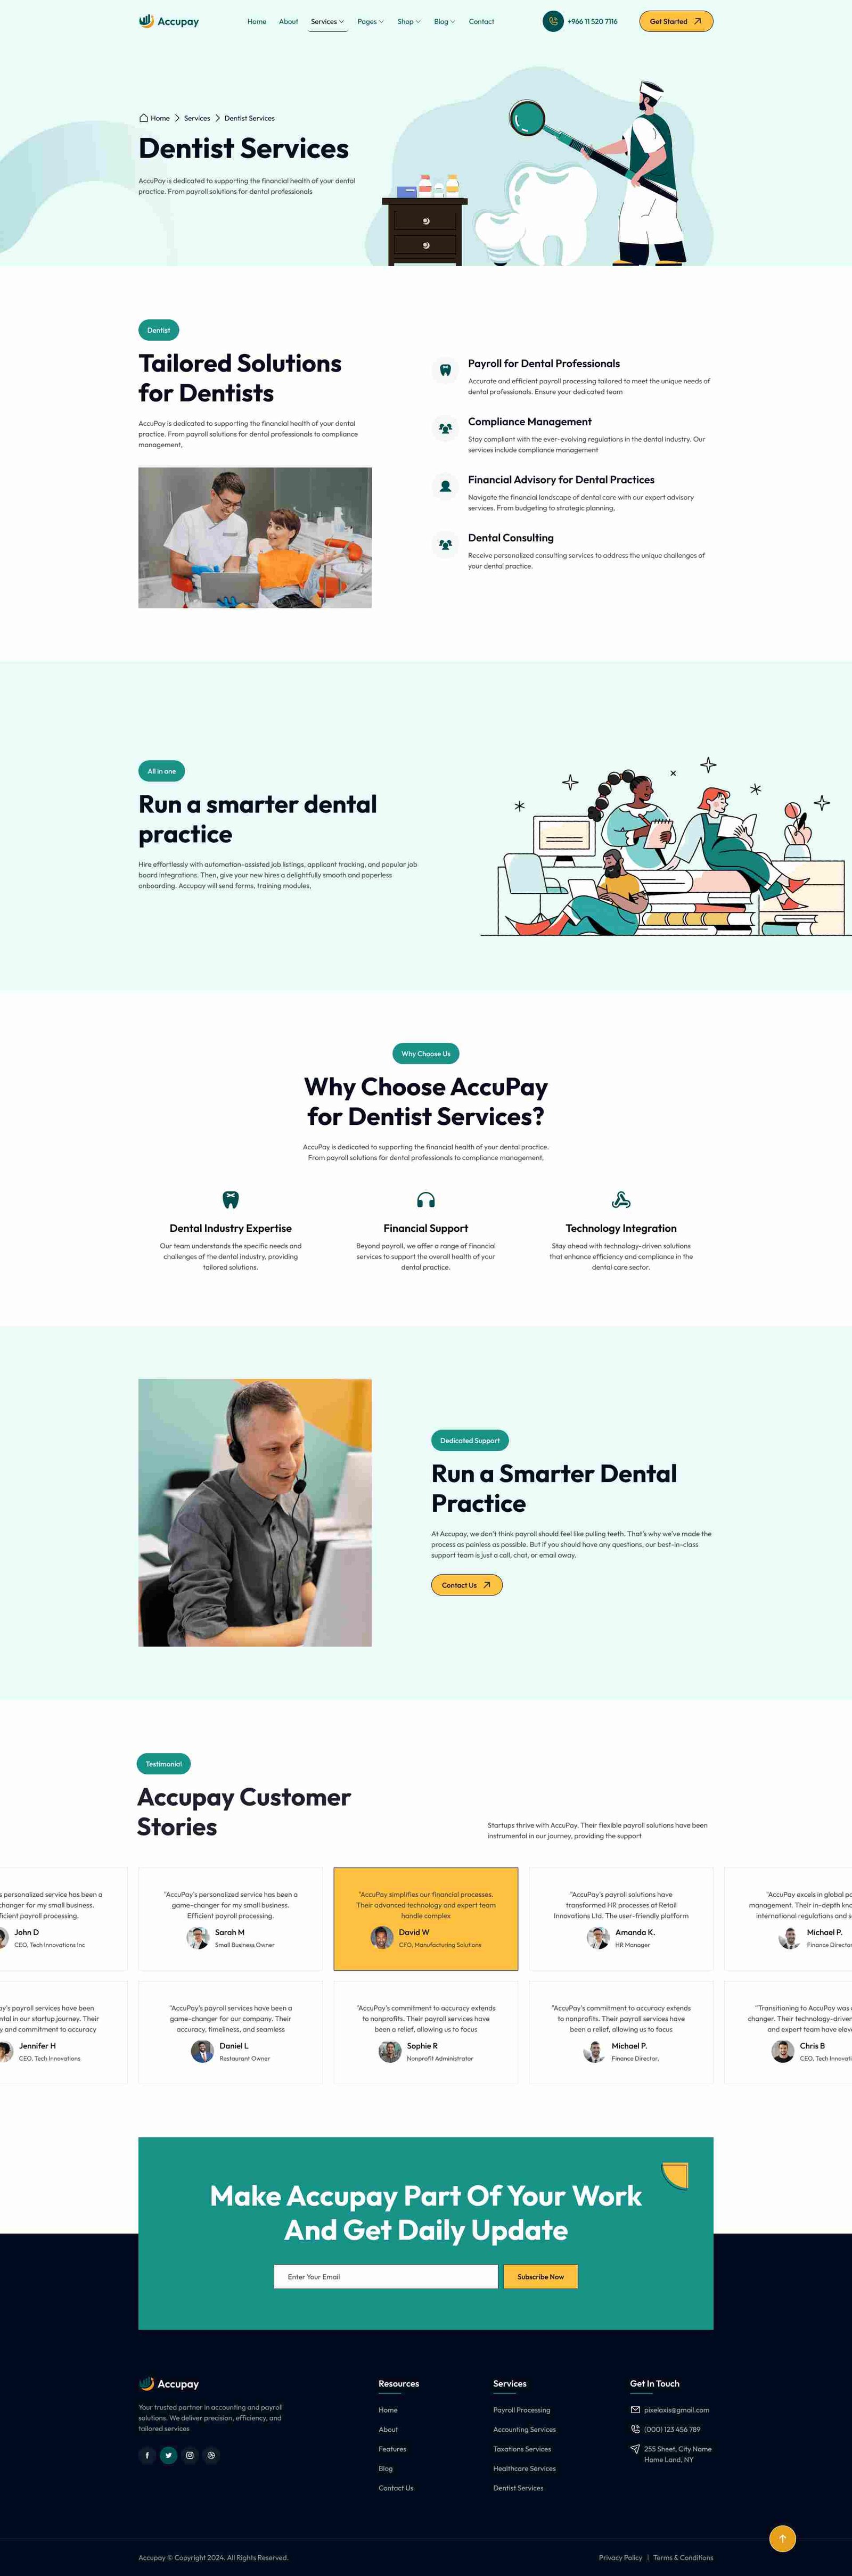 Accupay
Home About Services Pages Shop Blog Contact
+966 11 520 7116
Get Started
Home Services Dentist Services
Dentist Services
AccuPay is dedicated to supporting the financial health of your dental
practice. From payroll solutions for dental professionals
Dentist
Tailored Solutions
for Dentists
AccuPay is dedicated to supporting the financial health of your dental
practice. From payroll solutions for dental professionals to compliance
management,
Payroll for Dental Professionals
Accurate and efficient payroll processing tailored to meet the unique needs of
dental professionals. Ensure your dedicated team
Compliance Management
Stay compliant with the ever-evolving regulations in the dental industry. Our
services include compliance management
Financial Advisory for Dental Practices
Navigate the financial landscape of dental care with our expert advisory
services. From budgeting to strategic planning,
Dental Consulting
Receive personalized consulting services to address the unique challenges of
your dental practice.
All in one
Run a smarter dental
practice
Hire effortlessly with automation-assisted job listings, applicant tracking, and popular job
board integrations. Then, give your new hires a delightfully smooth and paperless
onboarding. Accupay will send forms, training modules,
Why Choose Us
Why Choose AccuPay
for Dentist Services?
AccuPay is dedicated to supporting the financial health of your dental practice.
From payroll solutions for dental professionals to compliance management,
Dental Industry Expertise
Our team understands the specific needs and
challenges of the dental industry, providing
tailored solutions.
Financial Support
Beyond payroll, we offer a range of financial
services to support the overall health of your
dental practice.
Technology Integration
Stay ahead with technology-driven solutions
that enhance efficiency and compliance in the
dental care sector.
Dedicated Support
Run a Smarter Dental
Practice
At Accupay, we don't think payroll should feel like pulling teeth. That's why we've made the
process as painless as possible. But if you should have any questions, our best-in-class
support team is just a call, chat, or email away.
Contact Us
Testimonial
Accupay Customer
Stories
Startups thrive with AccuPay. Their flexible payroll solutions have been
instrumental in our journey, providing the support
s personalized service has been a
changer for my small business.
ficient payroll processing.
John D
CEO, Tech Innovations Inc
"AccuPay's personalized service has been a
game-changer for my small business.
Efficient payroll processing.
Sarah M
Small Business Owner
"AccuPay simplifies our financial processes.
Their advanced technology and expert team
handle complex
David W
CFO, Manufacturing Solutions
"AccuPay's payroll solutions have
transformed HR processes at Retail
Innovations Ltd. The user-friendly platform
Amanda K.
HR Manager
"AccuPay excels in global pa
management. Their in-depth kno
international regulations and s
Michael P.
Finance Director
ay's payroll services have been
ntal in our startup journey. Their
y and commitment to accuracy
Jennifer H
CEO, Tech Innovations
"AccuPay's payroll services have been a
game-changer for our company. Their
accuracy, timeliness, and seamless
Daniel L
Restaurant Owner
"AccuPay's commitment to accuracy extends
to nonprofits. Their payroll services have
been a relief, allowing us to focus
Sophie R
Nonprofit Administrator
"AccuPay's commitment to accuracy extends
to nonprofits. Their payroll services have
been a relief, allowing us to focus
Michael P.
Finance Director,
"Transitioning to AccuPay was a
changer. Their technology-driven
and expert team have elev
Chris B
CEO, Tech Innovati
Make Accupay Part Of Your Work
And Get Daily Update
Enter Your Email
Subscribe Now
Accupay
Your trusted partner in accounting and payroll
solutions. We deliver precision, efficiency, and
tailored services
Resources
Home
About
Features
Blog
Contact Us
Services
Payroll Processing
Accounting Services
Taxations Services
Healthcare Services
Dentist Services
Get In Touch
pixelaxis@gmail.com
(000) 123 456 789
255 Sheet, City Name
Home Land, NY
Accupay © Copyright 2024. All Rights Reserved.
Privacy Policy | Terms & Conditions